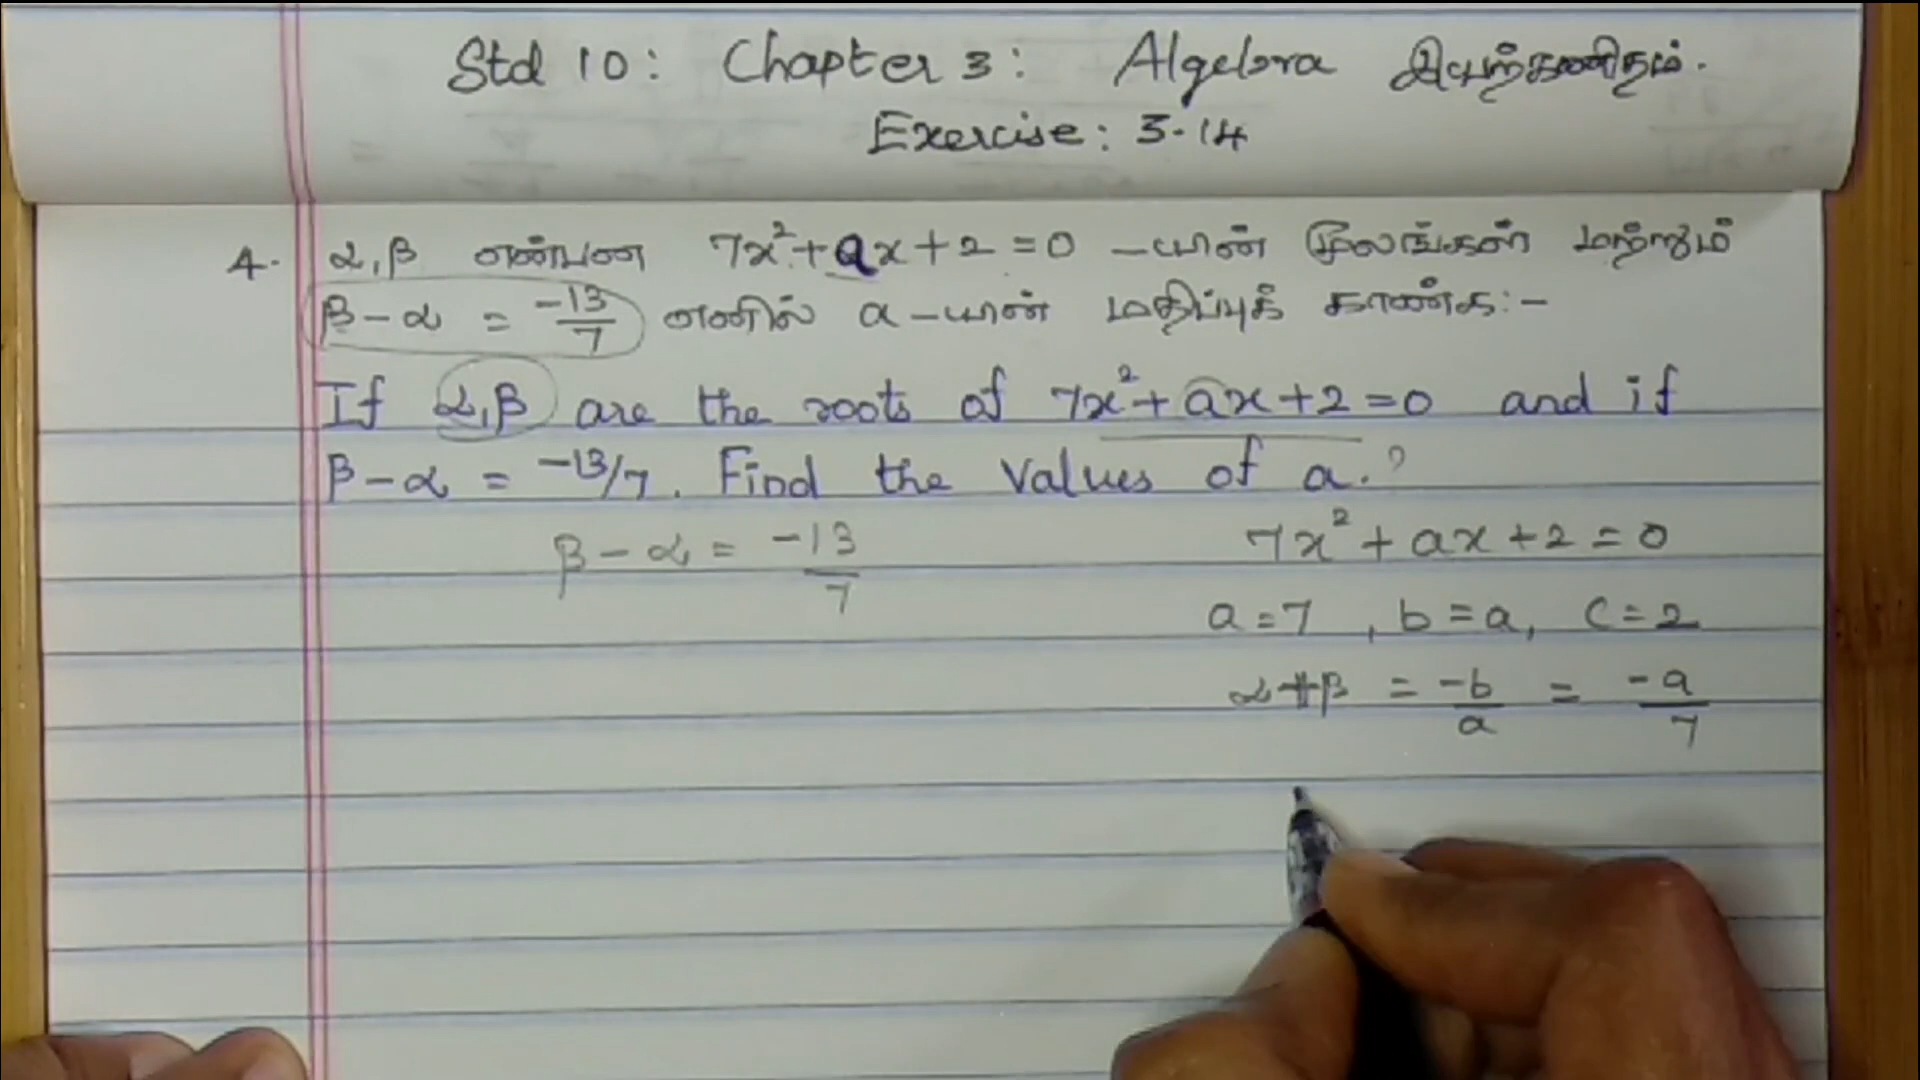 Std 10: Chapter 3: Algebra இயற்கணிதம்.
Exercise: 3.14
4. α,β என்பன 7x²+ax+2=0 –யான் மூலங்கள் மற்றும்
β–α = -13/7 எனில் a–யான் மதிப்புக் காண்க:–
If α,β are the roots of 7x²+ax+2=0 and if
β–α = -13/7. Find the values of a.?
β–α = -13/7 7x²+ax+2=0
a=7, b=a, c=2
α+β = -b/a = -a/7